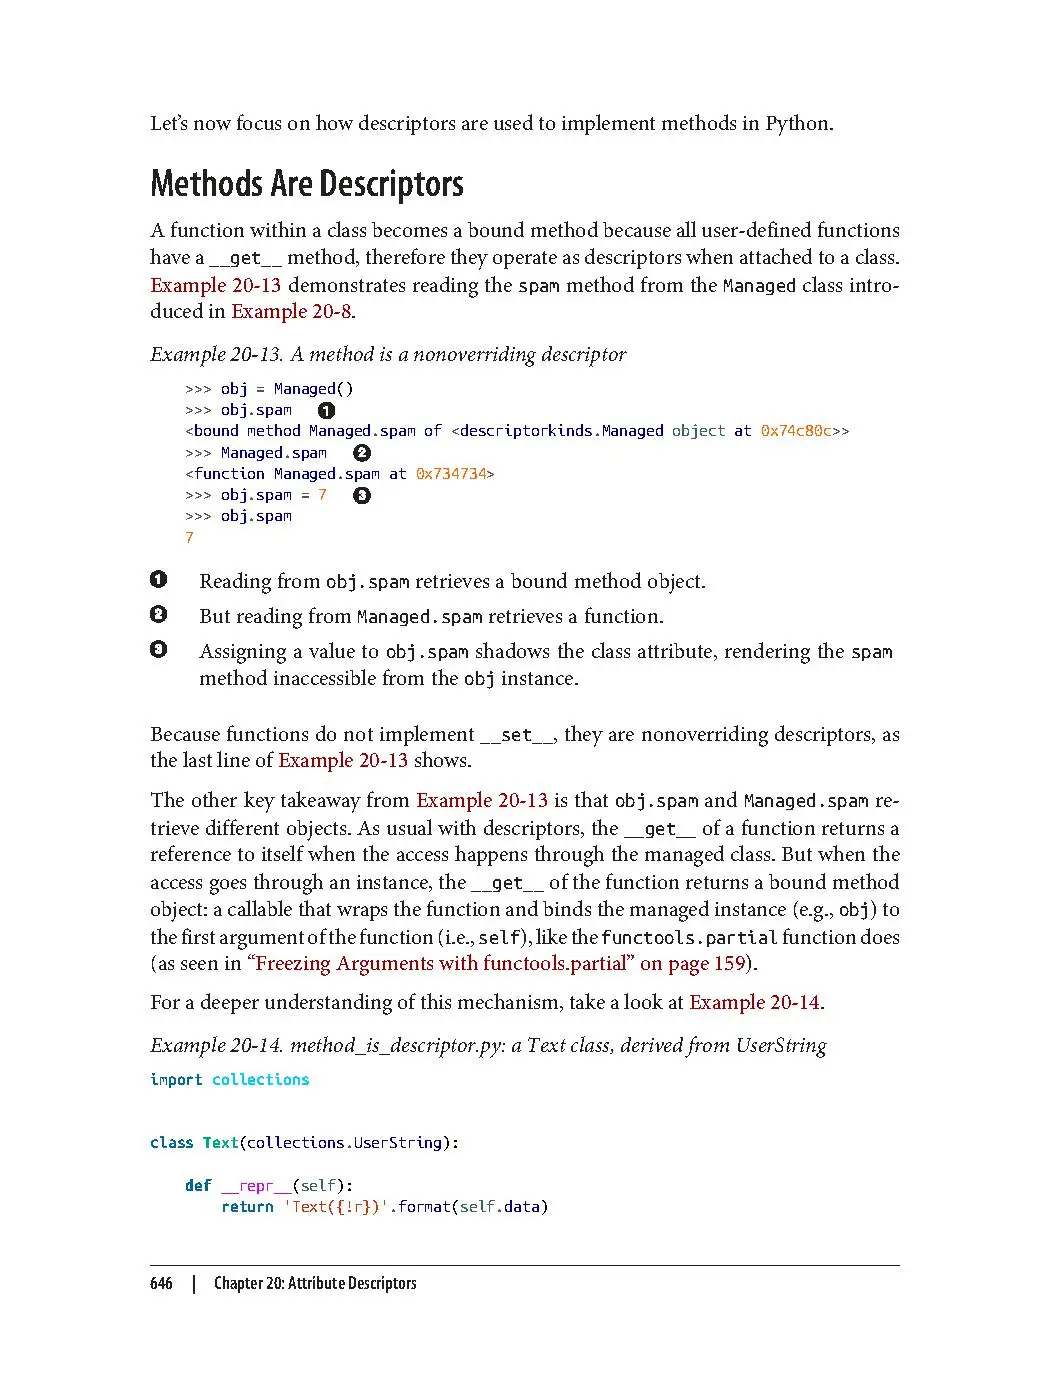 Let’s now focus on how descriptors are used to implement methods in Python.
Methods Are Descriptors
A function within a class becomes a bound method because all user-defined functions
have a __get__ method, therefore they operate as descriptors when attached to a class.
Example 20-13 demonstrates reading the spam method from the Managed class intro-
duced in Example 20-8.
Example 20-13. A method is a nonoverriding descriptor
>>> obj = Managed()
>>> obj.spam ❶
<bound method Managed.spam of <descriptorkinds.Managed object at 0x74c80c>>
>>> Managed.spam ❷
<function Managed.spam at 0x734734>
>>> obj.spam = 7 ❸
>>> obj.spam
7
❶ Reading from obj.spam retrieves a bound method object.
❷ But reading from Managed.spam retrieves a function.
❸ Assigning a value to obj.spam shadows the class attribute, rendering the spam
method inaccessible from the obj instance.
Because functions do not implement __set__, they are nonoverriding descriptors, as
the last line of Example 20-13 shows.
The other key takeaway from Example 20-13 is that obj.spam and Managed.spam re-
trieve different objects. As usual with descriptors, the __get__ of a function returns a
reference to itself when the access happens through the managed class. But when the
access goes through an instance, the __get__ of the function returns a bound method
object: a callable that wraps the function and binds the managed instance (e.g., obj) to
the first argument of the function (i.e., self), like the functools.partial function does
(as seen in “Freezing Arguments with functools.partial” on page 159).
For a deeper understanding of this mechanism, take a look at Example 20-14.
Example 20-14. method_is_descriptor.py: a Text class, derived from UserString
import collections
class Text(collections.UserString):
def __repr__(self):
return 'Text({!r})'.format(self.data)
646 | Chapter 20: Attribute Descriptors